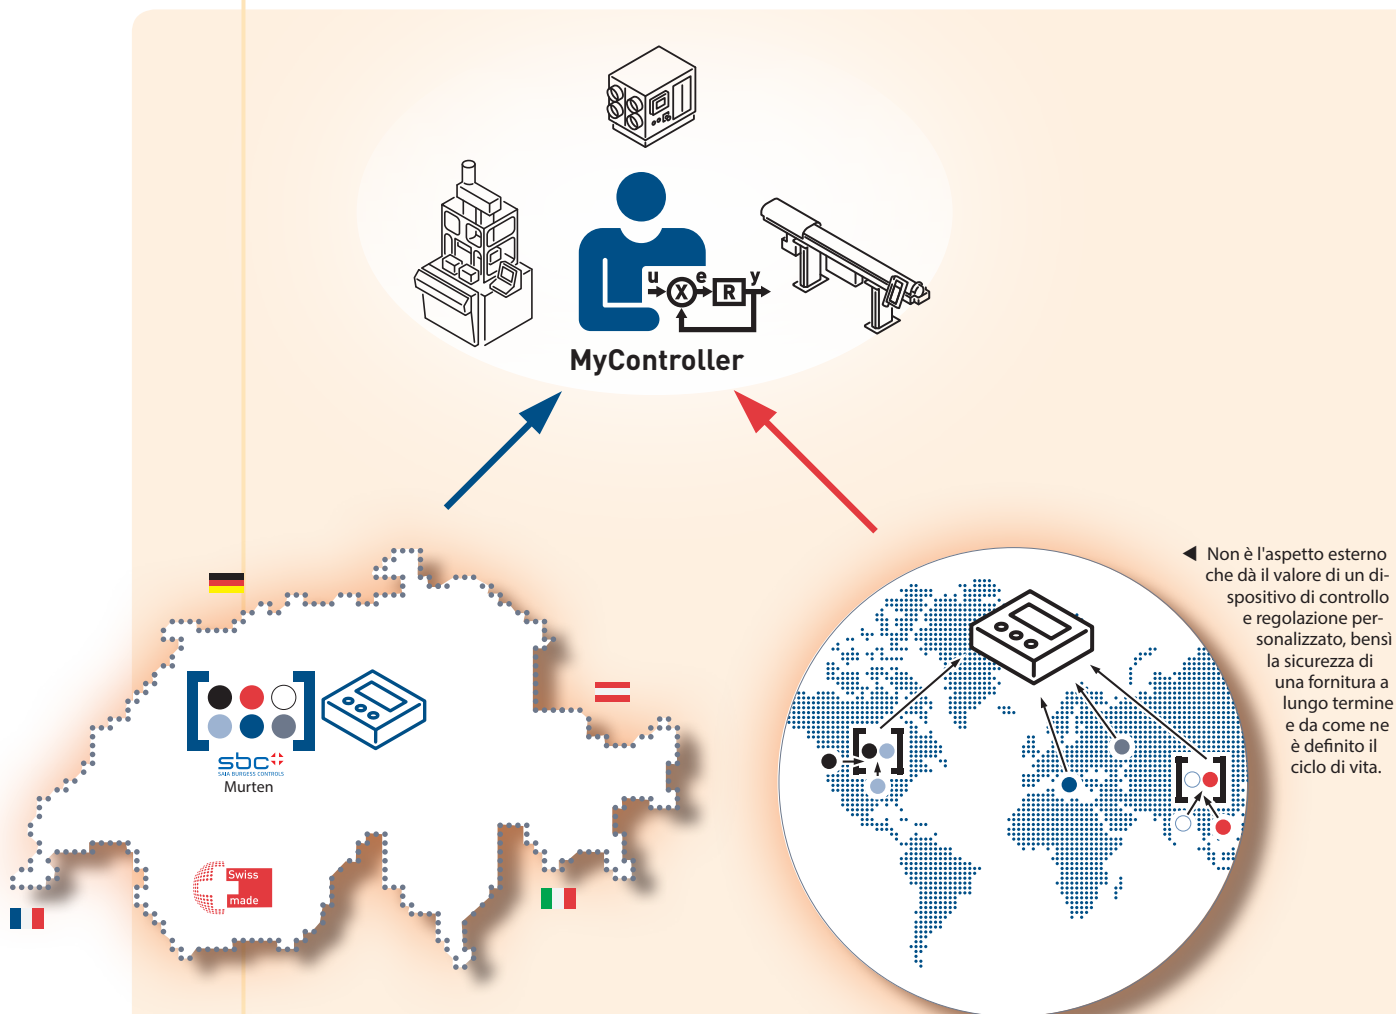 u
e
y
X
R
MyController
◀ Non è l'aspetto esterno
che dà il valore di un di-
spositivo di controllo
e regolazione per-
sonalizzato, bensì
la sicurezza di
una fornitura a
lungo termine
e da come ne
è definito il
ciclo di vita.
sbc
SAIA-BURGESS CONTROLS
Murten
Swiss
made